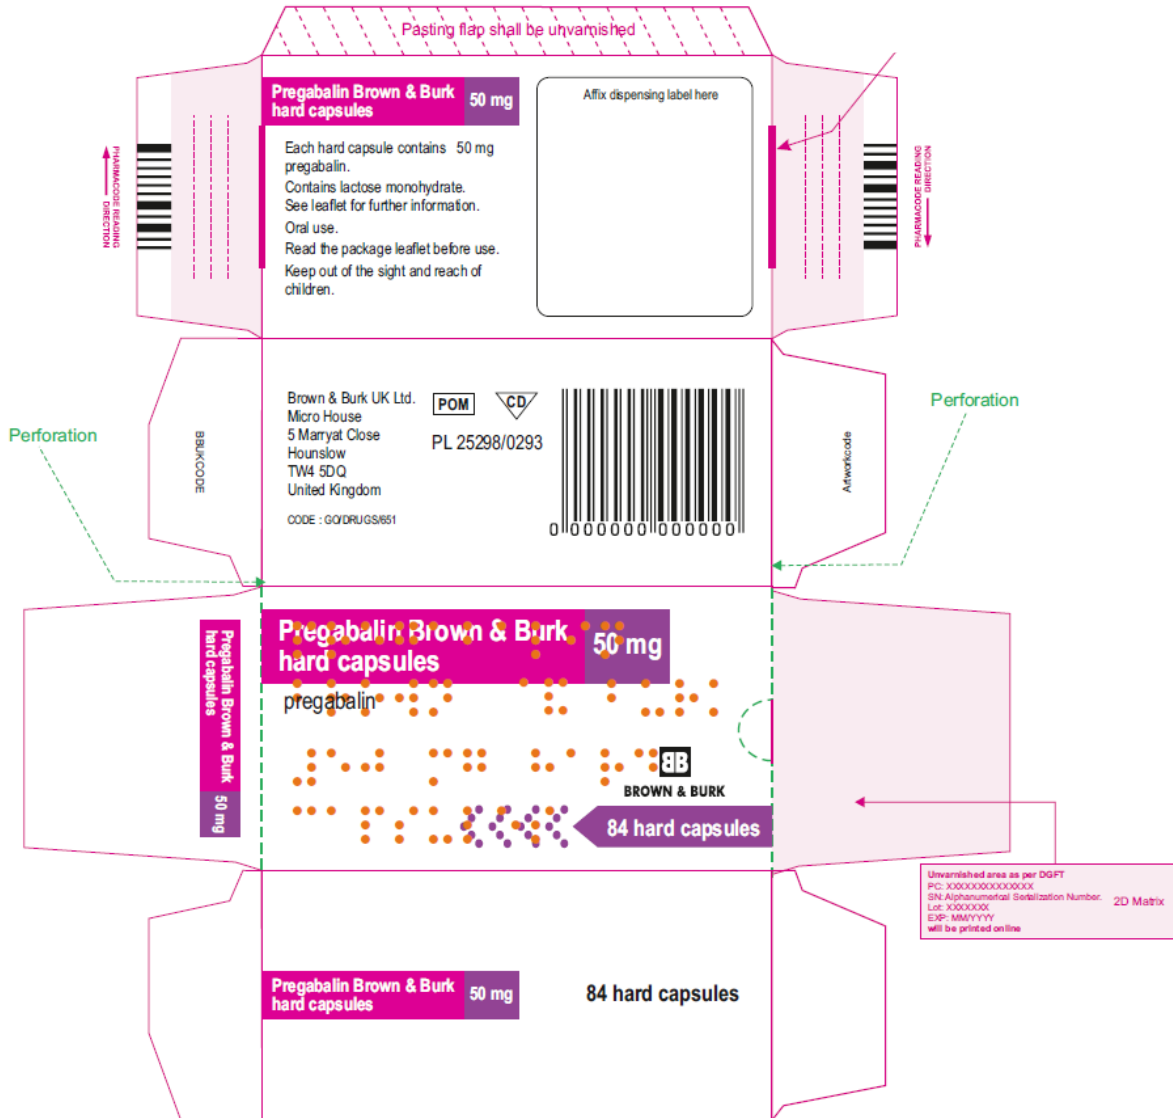 Pasting flap shall be unvarnished
Pregabalin Brown & Burk
hard capsules
50 mg
Affix dispensing label here
Each hard capsule contains 50 mg
pregabalin.
Contains lactose monohydrate.
See leaflet for further information.
Oral use.
Read the package leaflet before use.
Keep out of the sight and reach of
children.
PHARMACODE READING
DIRECTION
PHARMACODE READING
DIRECTION
Perforation
BBUKCODE
Brown & Burk UK Ltd.
Micro House
5 Marryat Close
Hounslow
TW4 5DQ
United Kingdom
CODE : GO/DRUGS/651
POM
CD
PL 25298/0293
0 000000 000000
Artworkcode
Perforation
Pregabalin Brown & Burk
hard capsules
50 mg
Pregabalin Brown & Burk
hard capsules
50 mg
pregabalin
BB
BROWN & BURK
84 hard capsules
Unvarnished area as per DGFT
PC: XXXXXXXXXXXXXX
SN: Alphanumerical Serialization Number.
Lot: XXXXXXX
EXP: MM/YYYY
will be printed online
2D Matrix
Pregabalin Brown & Burk
hard capsules
50 mg
84 hard capsules